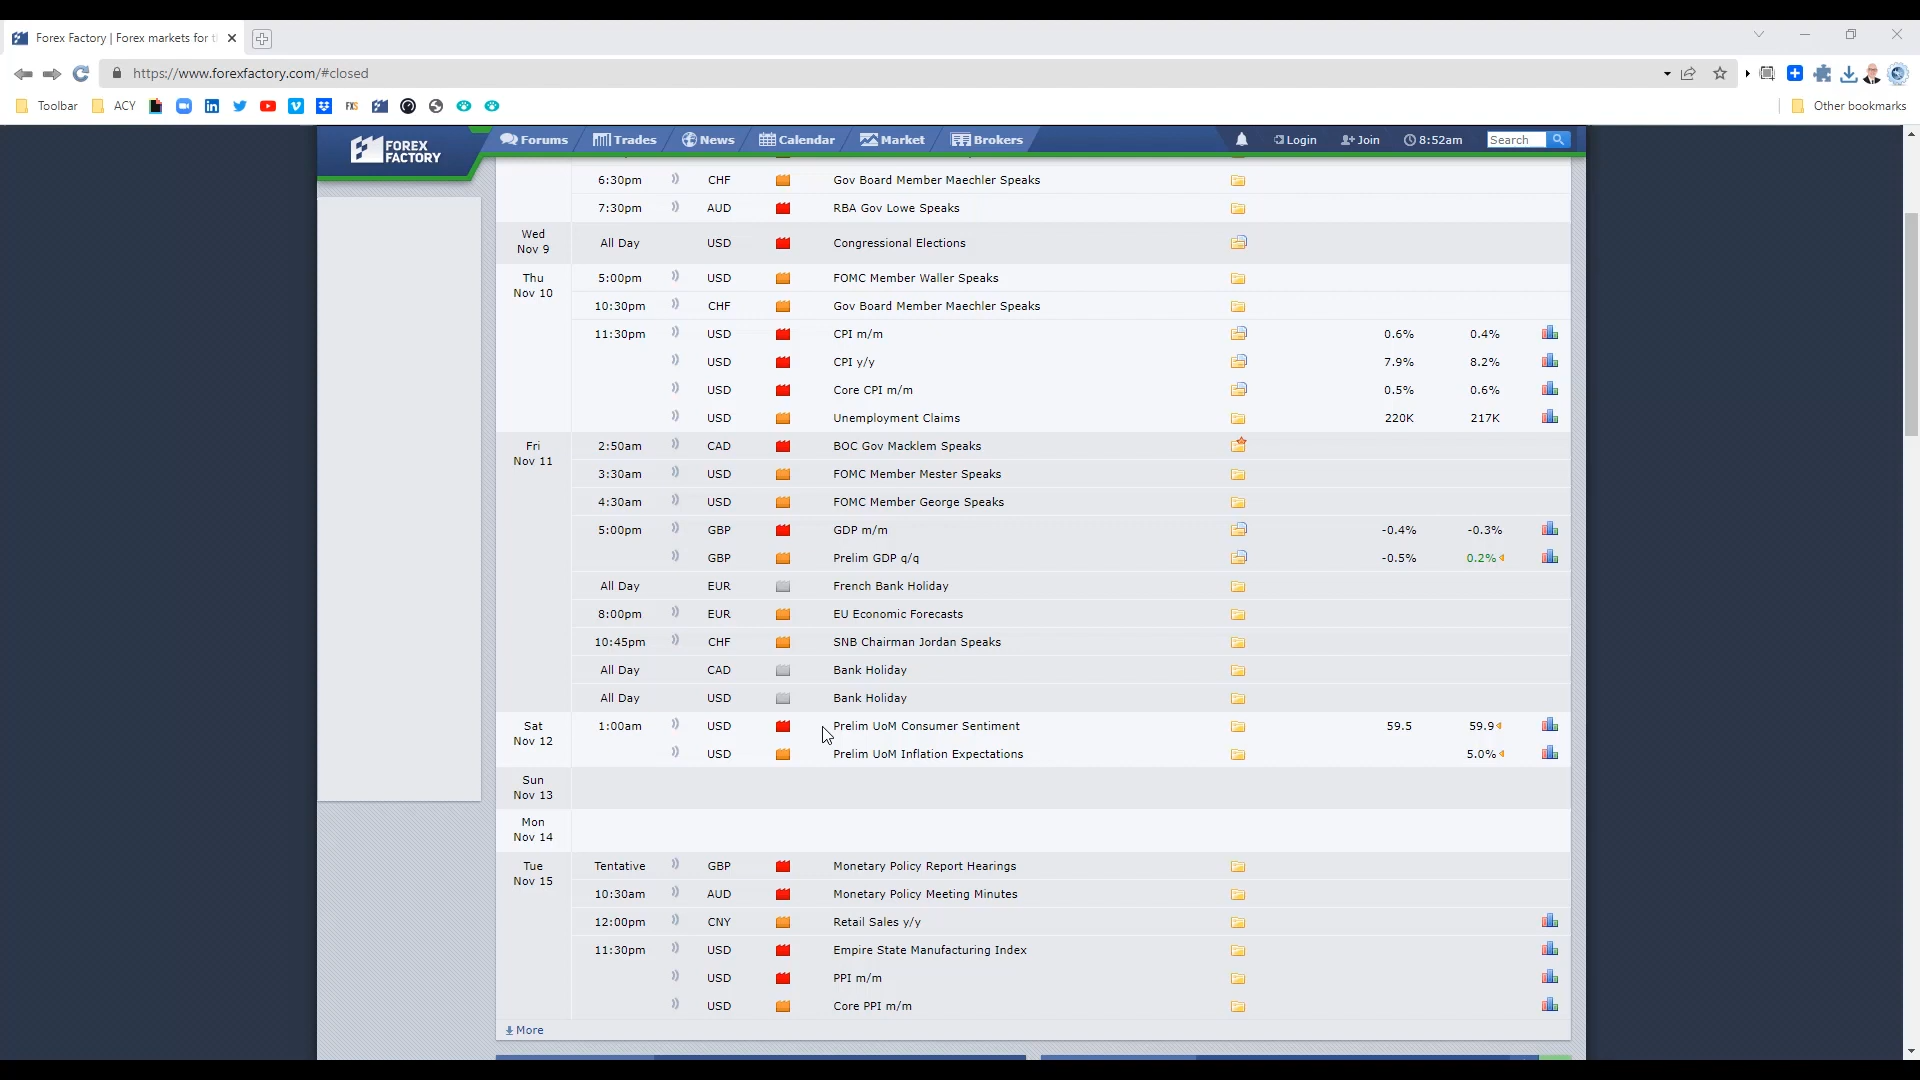 Forex Factory | Forex markets for t
https://www.forexfactory.com/#closed
Toolbar ACY FXS Other bookmarks
FOREX FACTORY Forums Trades News Calendar Market Brokers Login Join 8:52am Search
6:30pm CHF Gov Board Member Maechler Speaks
7:30pm AUD RBA Gov Lowe Speaks
Wed Nov 9 All Day USD Congressional Elections
Thu Nov 10 5:00pm USD FOMC Member Waller Speaks
10:30pm CHF Gov Board Member Maechler Speaks
11:30pm USD CPI m/m 0.6% 0.4%
USD CPI y/y 7.9% 8.2%
USD Core CPI m/m 0.5% 0.6%
USD Unemployment Claims 220K 217K
Fri Nov 11 2:50am CAD BOC Gov Macklem Speaks
3:30am USD FOMC Member Mester Speaks
4:30am USD FOMC Member George Speaks
5:00pm GBP GDP m/m -0.4% -0.3%
GBP Prelim GDP q/q -0.5% 0.2%
All Day EUR French Bank Holiday
8:00pm EUR EU Economic Forecasts
10:45pm CHF SNB Chairman Jordan Speaks
All Day CAD Bank Holiday
All Day USD Bank Holiday
Sat Nov 12 1:00am USD Prelim UoM Consumer Sentiment 59.5 59.9
USD Prelim UoM Inflation Expectations 5.0%
Sun Nov 13
Mon Nov 14
Tue Nov 15 Tentative GBP Monetary Policy Report Hearings
10:30am AUD Monetary Policy Meeting Minutes
12:00pm CNY Retail Sales y/y
11:30pm USD Empire State Manufacturing Index
USD PPI m/m
USD Core PPI m/m
More